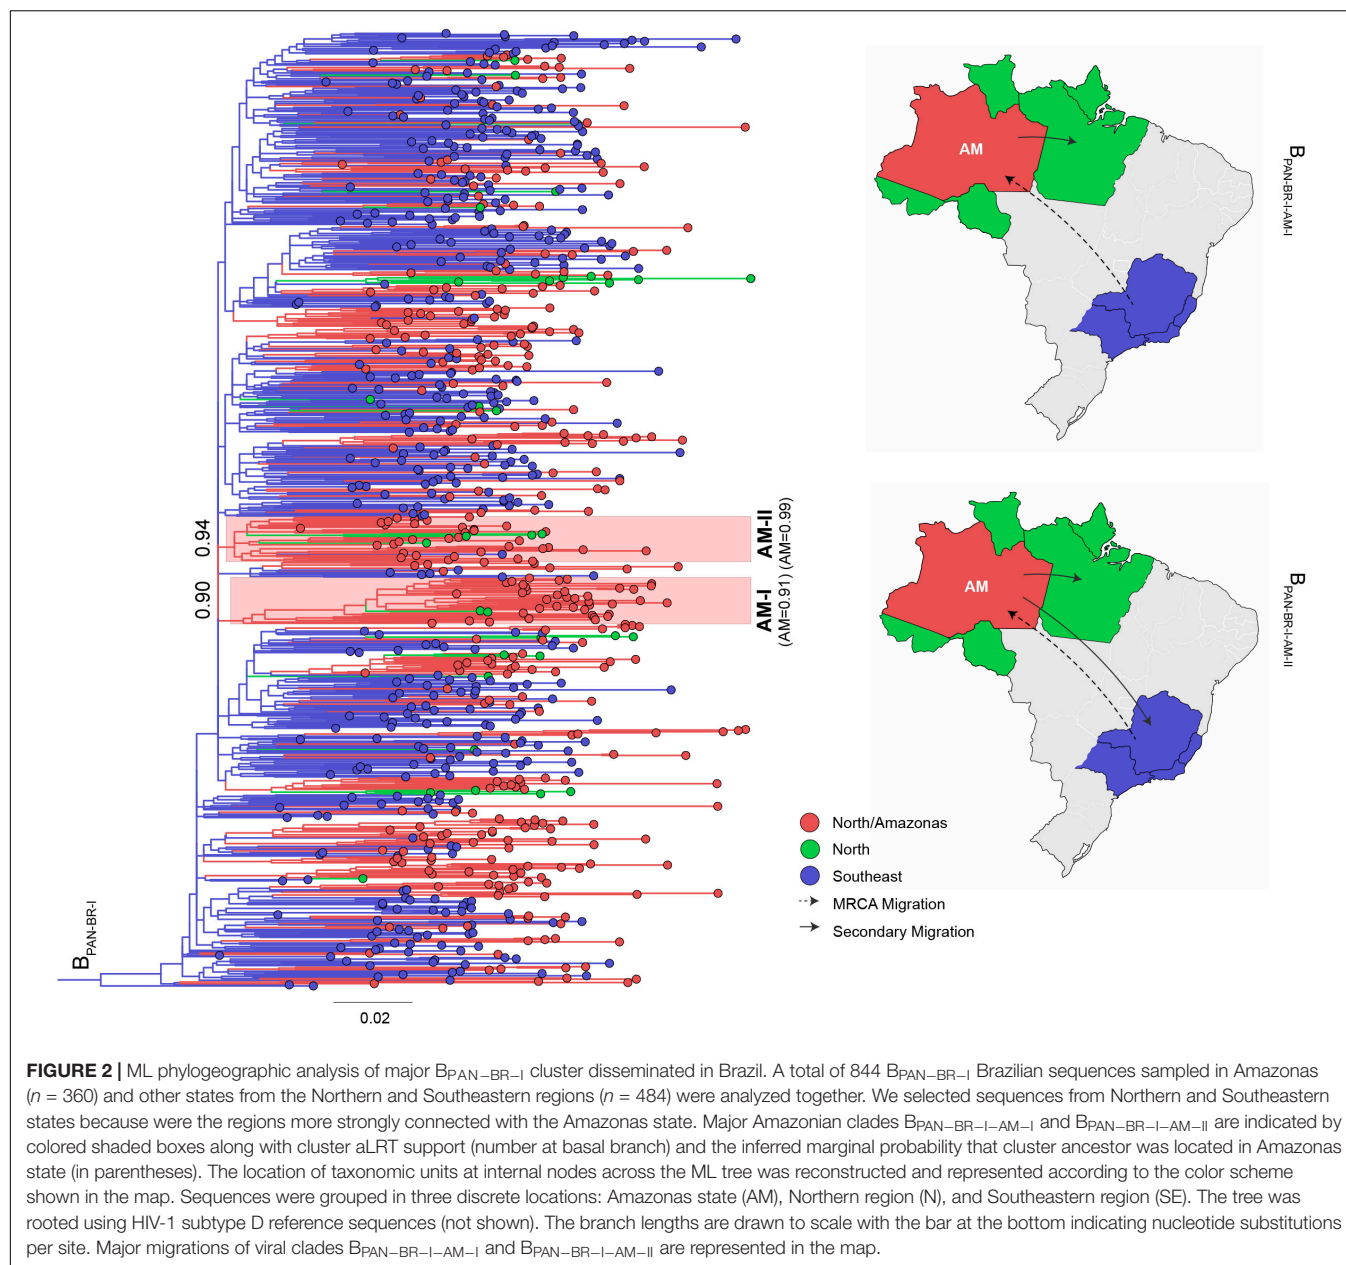 B PAN-BR-I
0.94
0.90
AM-II
(AM=0.99)
AM-I
(AM=0.91)
0.02
AM
B PAN-BR-I-AM-I
AM
B PAN-BR-I-AM-II
North/Amazonas
North
Southeast
MRCA Migration
Secondary Migration
FIGURE 2 | ML phylogeographic analysis of major BPAN−BR−I cluster disseminated in Brazil. A total of 844 BPAN−BR−I Brazilian sequences sampled in Amazonas
(n = 360) and other states from the Northern and Southeastern regions (n = 484) were analyzed together. We selected sequences from Northern and Southeastern
states because were the regions more strongly connected with the Amazonas state. Major Amazonian clades BPAN−BR−I−AM−I and BPAN−BR−I−AM−II are indicated by
colored shaded boxes along with cluster aLRT support (number at basal branch) and the inferred marginal probability that cluster ancestor was located in Amazonas
state (in parentheses). The location of taxonomic units at internal nodes across the ML tree was reconstructed and represented according to the color scheme
shown in the map. Sequences were grouped in three discrete locations: Amazonas state (AM), Northern region (N), and Southeastern region (SE). The tree was
rooted using HIV-1 subtype D reference sequences (not shown). The branch lengths are drawn to scale with the bar at the bottom indicating nucleotide substitutions
per site. Major migrations of viral clades BPAN−BR−I−AM−I and BPAN−BR−I−AM−II are represented in the map.